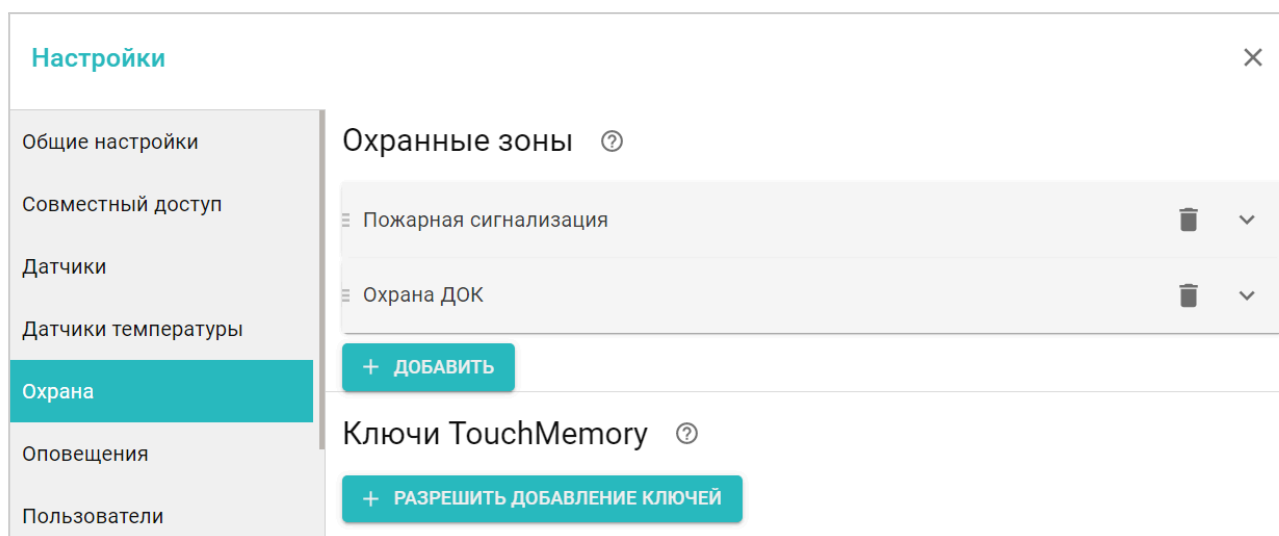 Настройки
Общие настройки
Совместный доступ
Датчики
Датчики температуры
Охрана
Оповещения
Пользователи
Охранные зоны
Пожарная сигнализация
Охрана ДОК
+ ДОБАВИТЬ
Ключи TouchMemory
+ РАЗРЕШИТЬ ДОБАВЛЕНИЕ КЛЮЧЕЙ